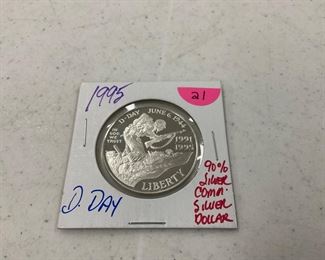 1995
21
D-DAY JUNE 6, 1944
IN
GOD WE
TRUST
1991
1995
LIBERTY
D. DAY
90%
SILVER
COMM.
SILVER
DOLLAR